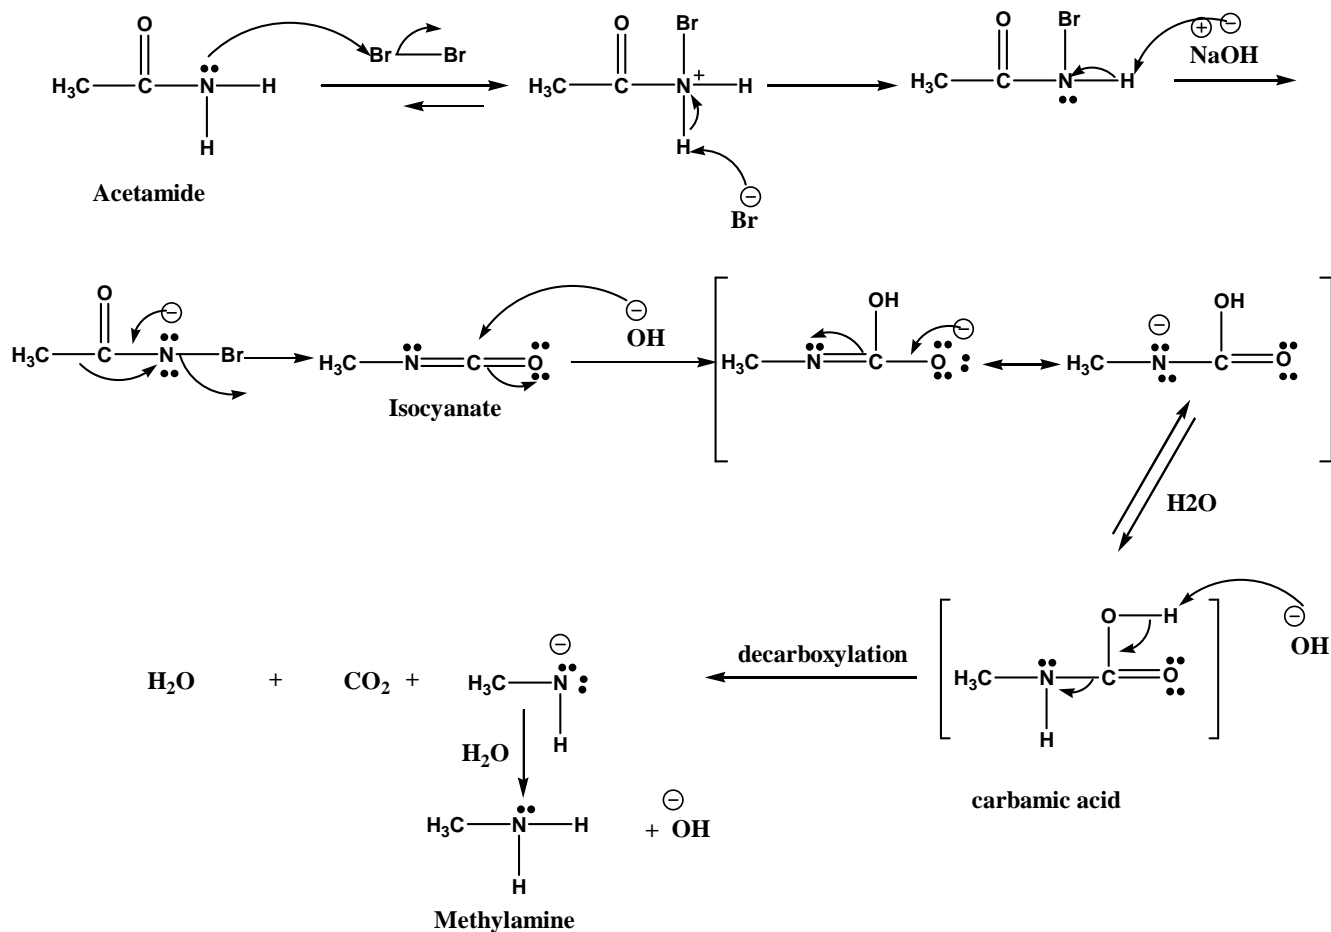 O Br O Br
H₃C C N H Br Br H₃C C N + H H₃C C N H + − NaOH
H H
Acetamide
− Br
O − OH − OH OH
H₃C C N Br H₃C N C O − OH H₃C N C O H₃C N C O
Isocyanate
H2O
O H
− OH
H₂O + CO₂ + H₃C N − decarboxylation H₃C N C O
H H
H₂O
carbamic acid
H₃C N H + − OH
H
Methylamine